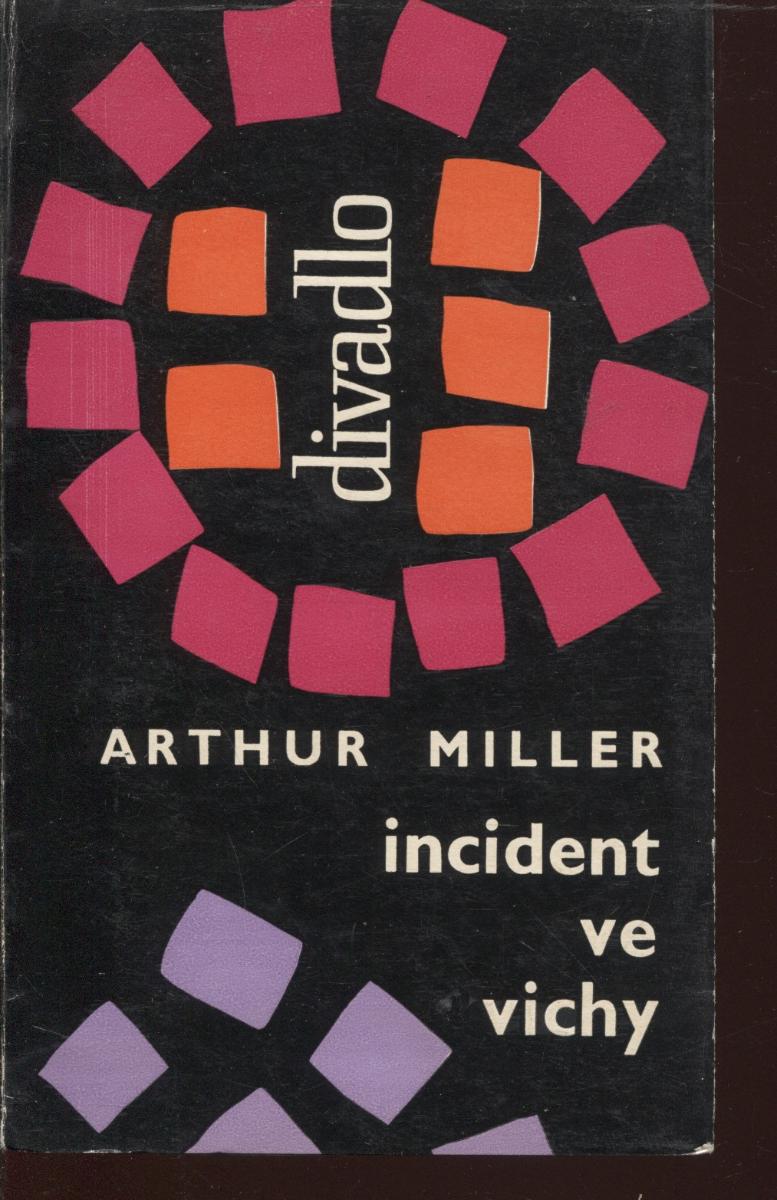 divadlo
ARTHUR MILLER
incident
ve
vichy